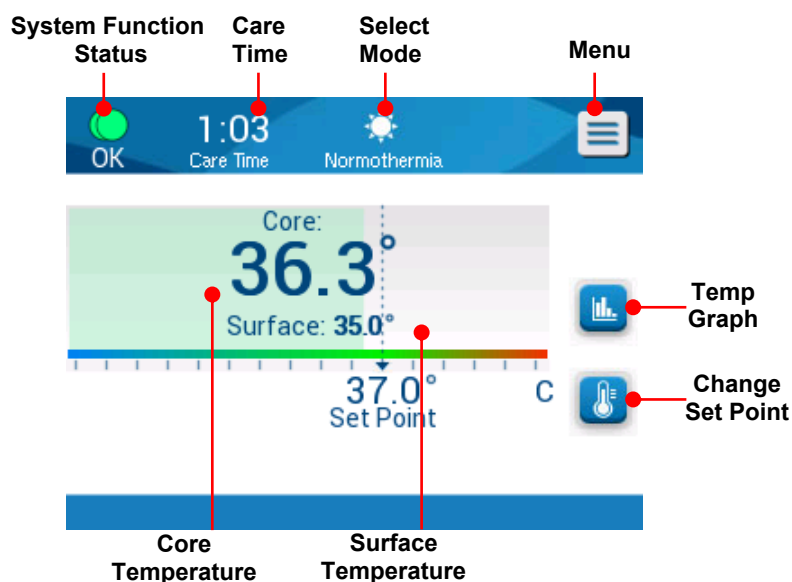 System Function
Status
Care
Time
Select
Mode
Menu
OK
1:03
Care Time
Normothermia
Core:
36.3°
Surface: 35.0°
37.0°
C
Set Point
Temp
Graph
Change
Set Point
Core
Temperature
Surface
Temperature